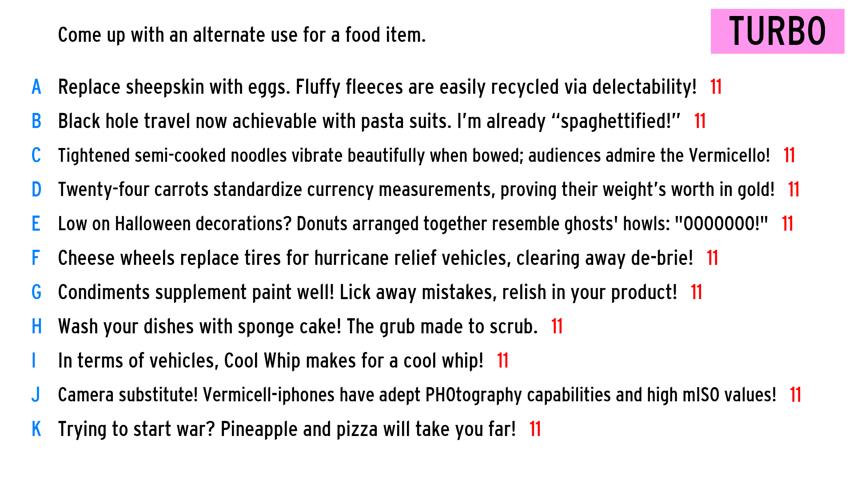 Come up with an alternate use for a food item.
TURBO
A Replace sheepskin with eggs. Fluffy fleeces are easily recycled via delectability! 11
B Black hole travel now achievable with pasta suits. I’m already “spaghettified!” 11
C Tightened semi-cooked noodles vibrate beautifully when bowed; audiences admire the Vermicello! 11
D Twenty-four carrots standardize currency measurements, proving their weight’s worth in gold! 11
E Low on Halloween decorations? Donuts arranged together resemble ghosts' howls: "OOOOOOO!" 11
F Cheese wheels replace tires for hurricane relief vehicles, clearing away de-brie! 11
G Condiments supplement paint well! Lick away mistakes, relish in your product! 11
H Wash your dishes with sponge cake! The grub made to scrub. 11
I In terms of vehicles, Cool Whip makes for a cool whip! 11
J Camera substitute! Vermicell-iphones have adept PHOtography capabilities and high mISO values! 11
K Trying to start war? Pineapple and pizza will take you far! 11